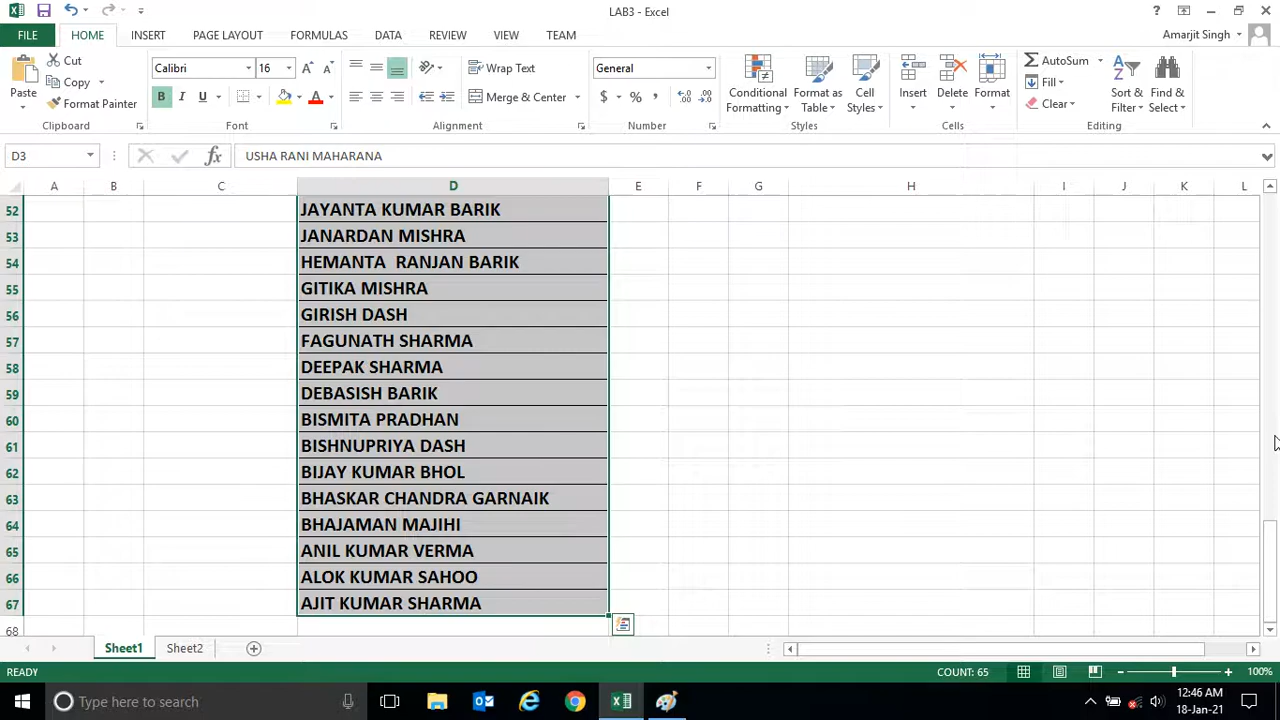 LAB3 - Excel
FILE HOME INSERT PAGE LAYOUT FORMULAS DATA REVIEW VIEW TEAM
Amarjit Singh
Paste
Cut
Copy
Format Painter
Clipboard
Calibri 16
B I U
Font
Wrap Text
Merge & Center
Alignment
General
$ % ,
Number
Conditional Formatting
Format as Table
Cell Styles
Styles
Insert
Delete
Format
Cells
AutoSum
Fill
Clear
Sort & Filter
Find & Select
Editing
D3 fx USHA RANI MAHARANA
A B C D E F G H I J K L
52 JAYANTA KUMAR BARIK
53 JANARDAN MISHRA
54 HEMANTA  RANJAN BARIK
55 GITIKA MISHRA
56 GIRISH DASH
57 FAGUNATH SHARMA
58 DEEPAK SHARMA
59 DEBASISH BARIK
60 BISMITA PRADHAN
61 BISHNUPRIYA DASH
62 BIJAY KUMAR BHOL
63 BHASKAR CHANDRA GARNAIK
64 BHAJAMAN MAJIHI
65 ANIL KUMAR VERMA
66 ALOK KUMAR SAHOO
67 AJIT KUMAR SHARMA
68
Sheet1 Sheet2
READY
COUNT: 65
100%
Type here to search
12:46 AM
18-Jan-21